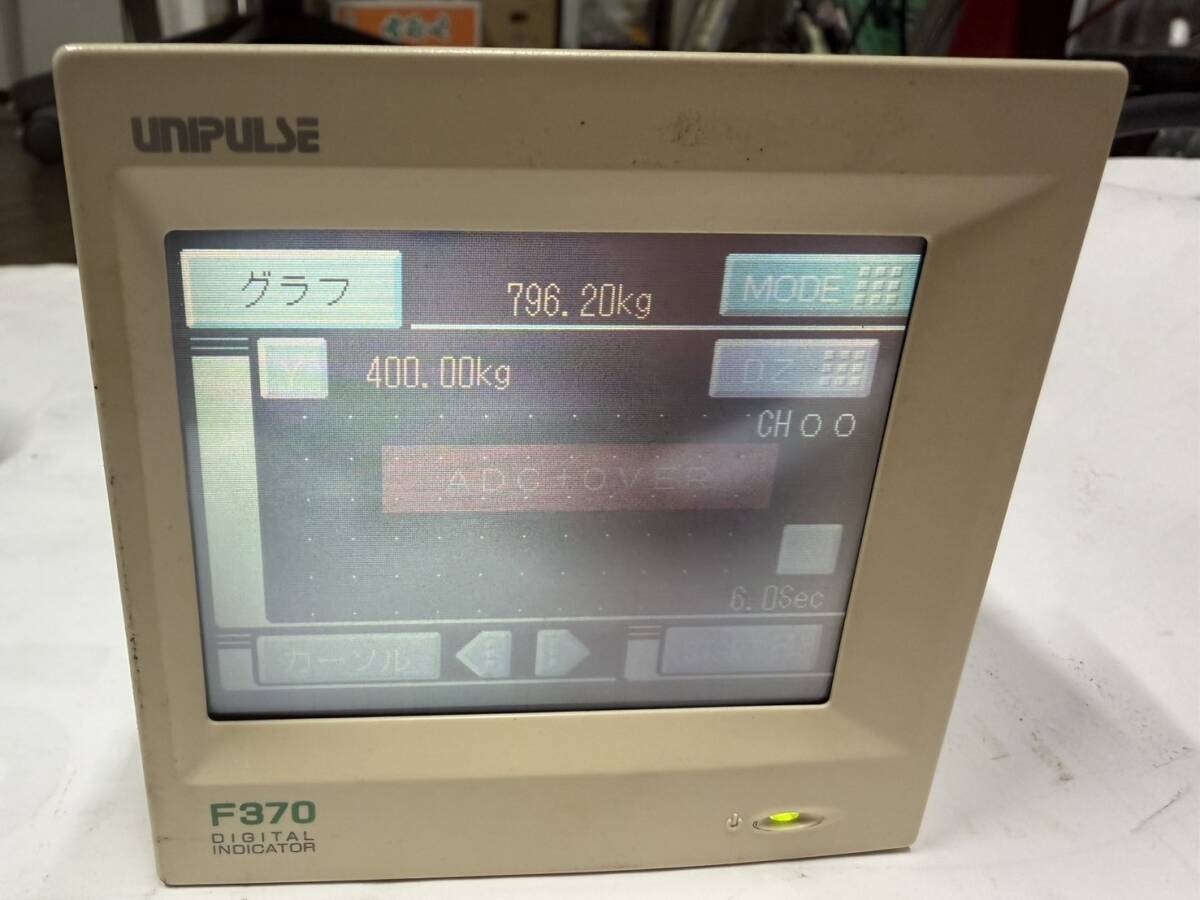 UNIPULSE
グラフ
796.20kg
MODE
Y
400.00kg
DZ
CH00
ADC+OVER
6.0Sec
カーソル
F370
DIGITAL
INDICATOR